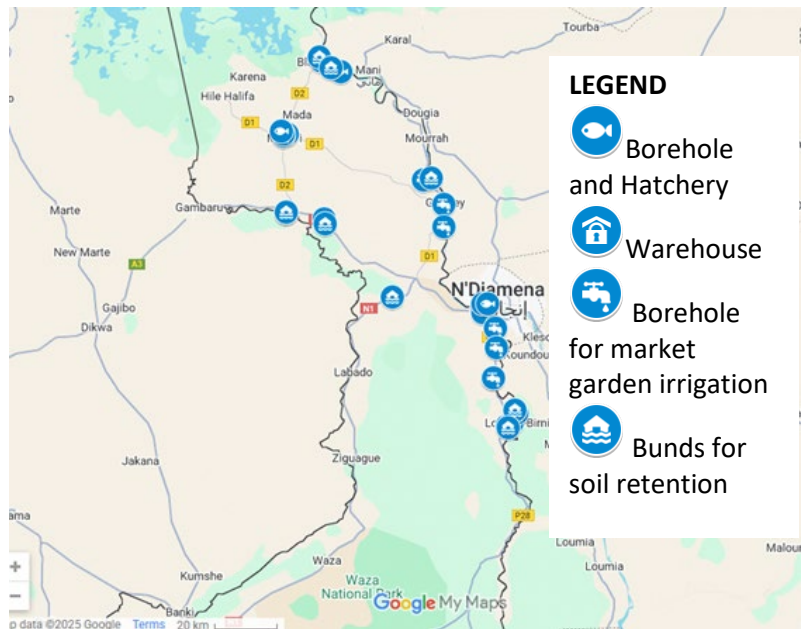 Tourba
Karal
Mani
ماني
Karena
D2
Hile Halifa
Mada
Dougia
D1
D1
Mourrah
D2
Marte
Gambaru
New Marte
A3
D1
N'Djamena
Gajibo
N1
Dikwa
Koundou
Labado
Jakana
Ziguague
P28
Waza
Loumia
Loumia
Kumshe
Waza
National Park
Banki
Google My Maps
p data ©2025 Google
Terms
20 km
LEGEND
Borehole
and Hatchery
Warehouse
Borehole
for market
garden irrigation
Bunds for
soil retention